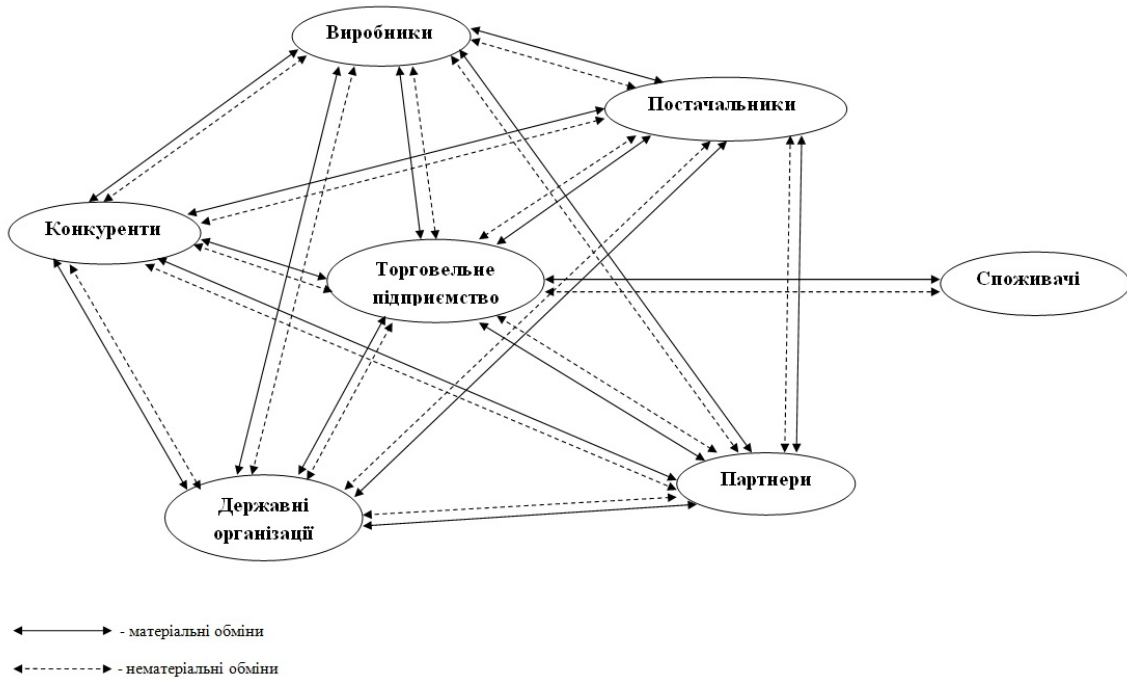 Виробники
Постачальники
Конкуренти
Торговельне
підприємство
Споживачі
Партнери
Державні
організації
- матеріальні обміни
- нематеріальні обміни